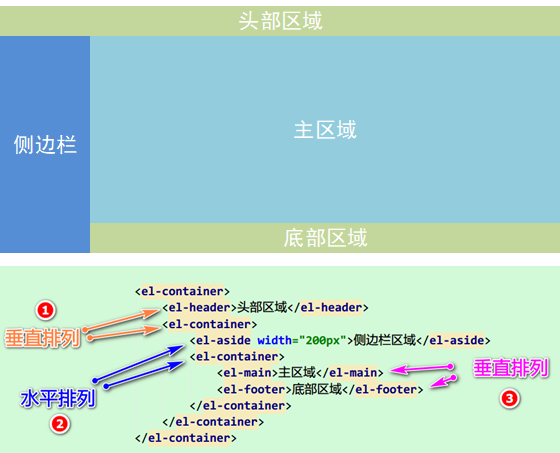 头部区域
侧边栏
主区域
底部区域
<el-container>
<el-header>头部区域</el-header>
<el-container>
<el-aside width="200px">侧边栏区域</el-aside>
<el-container>
<el-main>主区域</el-main>
<el-footer>底部区域</el-footer>
</el-container>
</el-container>
</el-container>
1
垂直排列
水平排列
2
垂直排列
3